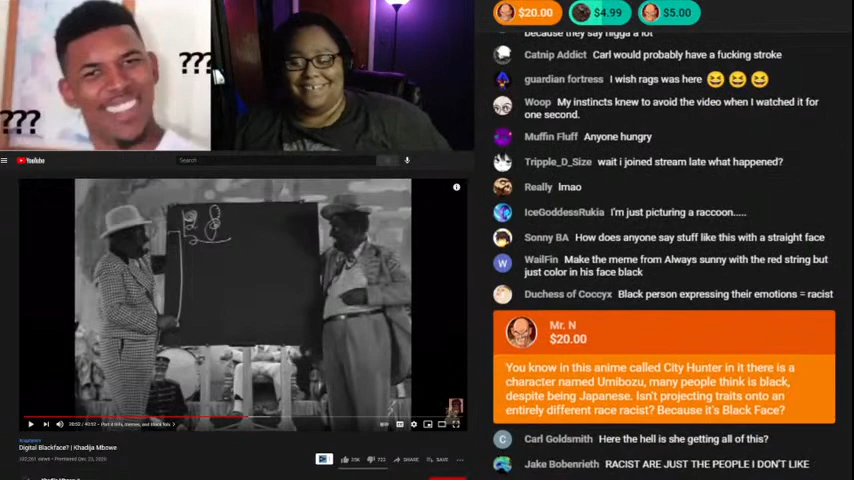 $20.00
$4.99
$5.00
because they say nigga a lot
Catnip Addict Carl would probably have a fucking stroke
guardian fortress I wish rags was here
Woop My instincts knew to avoid the video when I watched it for
one second.
Muffin Fluff Anyone hungry
Tripple_D_Size wait i joined stream late what happened?
Really lmao
IceGoddessRukia I'm just picturing a raccoon.....
Sonny BA How does anyone say stuff like this with a straight face
W
WailFin Make the meme from Always sunny with the red string but
just color in his face black
Duchess of Coccyx Black person expressing their emotions = racist
Mr. N
$20.00
You know in this anime called City Hunter in it there is a
character named Umibozu, many people think is black,
despite being Japanese. Isn't projecting traits onto an
entirely different race racist? Because it's Black Face?
C
Carl Goldsmith Here the hell is she getting all of this?
Jake Bobenrieth RACIST ARE JUST THE PEOPLE I DON'T LIKE
???
???
YouTube
Search
Digital Blackface? | Khadija Mbowe
20K
722
SHARE
SAVE